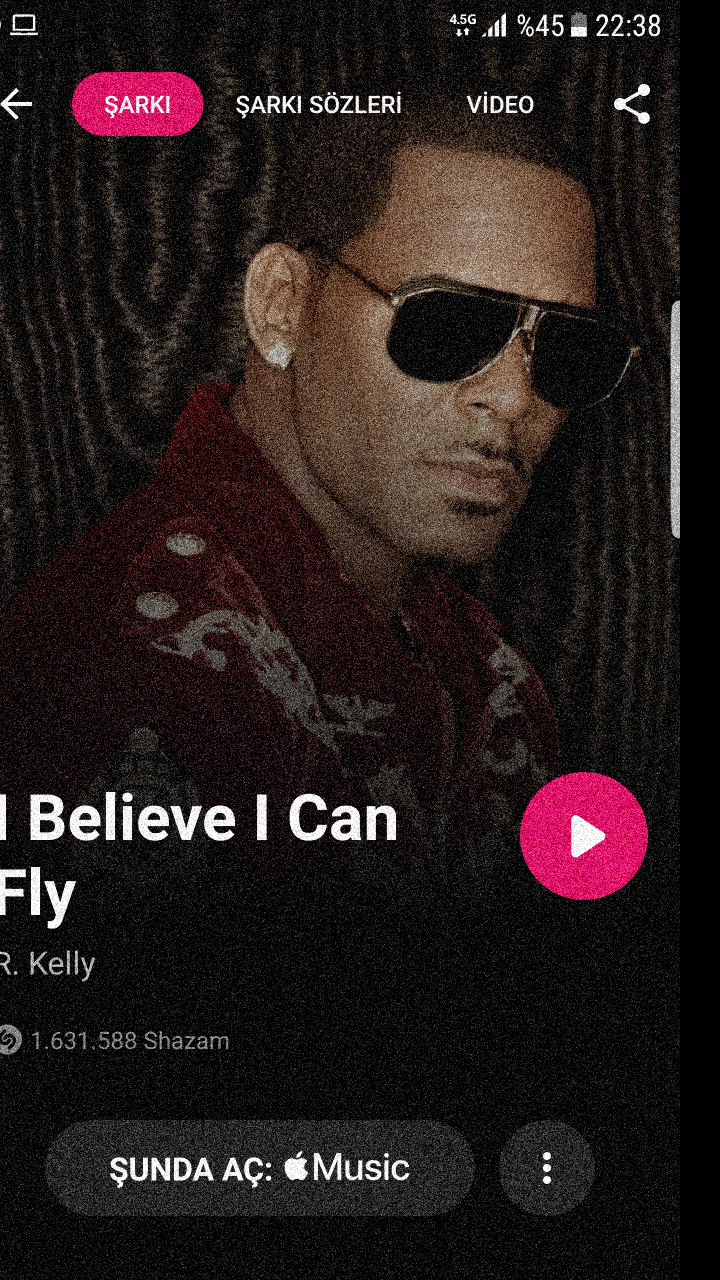 4.5G %45 22:38
ŞARKI ŞARKI SÖZLERİ VİDEO
I Believe I Can
Fly
R. Kelly
1.631.588 Shazam
ŞUNDA AÇ: Music